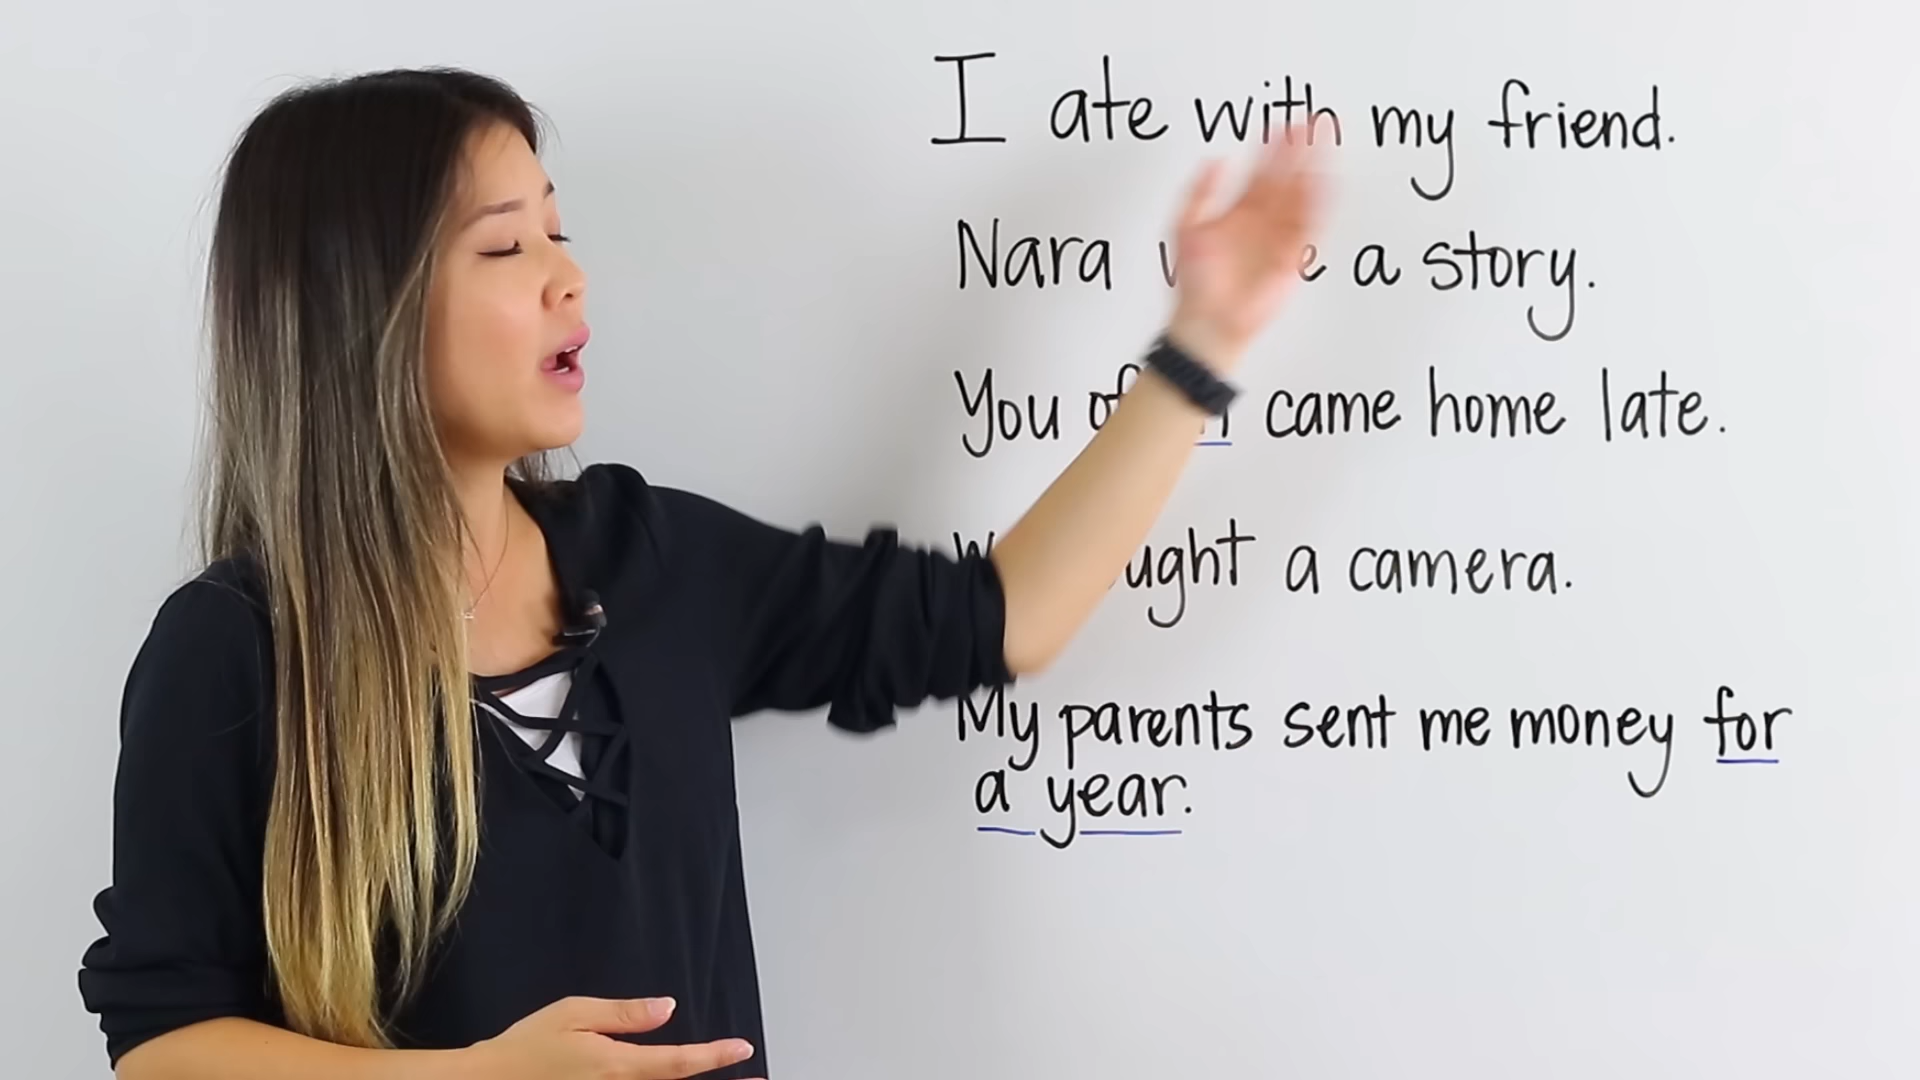 I ate with my friend.
Nara a story.
You came home late.
a camera.
My parents sent me money for
a year.